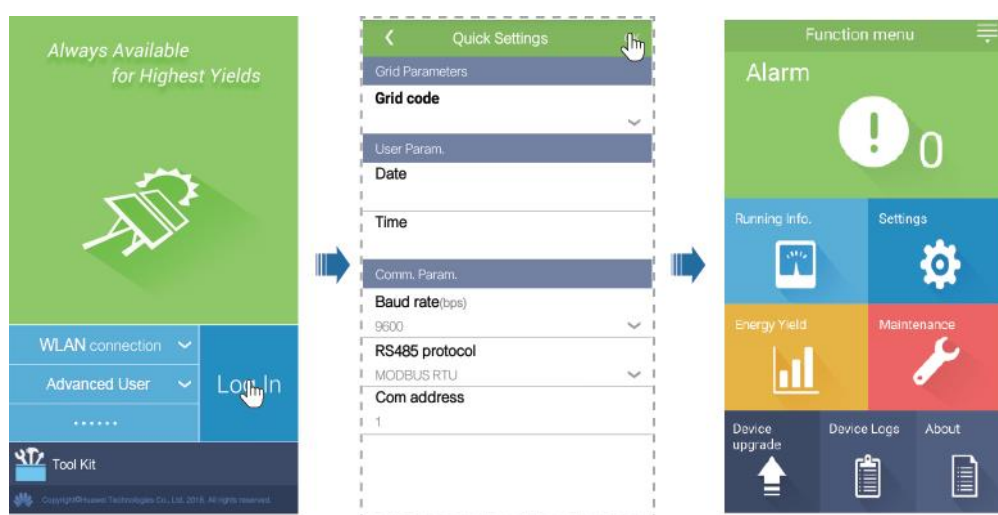 Always Available
for Highest Yields
WLAN connection
Advanced User
Log In
Tool Kit
Copyright©Huawei Technologies Co., Ltd. 2016. All rights reserved.
Quick Settings
Grid Parameters
Grid code
User Param.
Date
Time
Comm. Param.
Baud rate(bps)
9600
RS485 protocol
MODBUS RTU
Com address
1
Function menu
Alarm
0
Running Info.
Settings
Energy Yield
Maintenance
Device upgrade
Device Logs
About